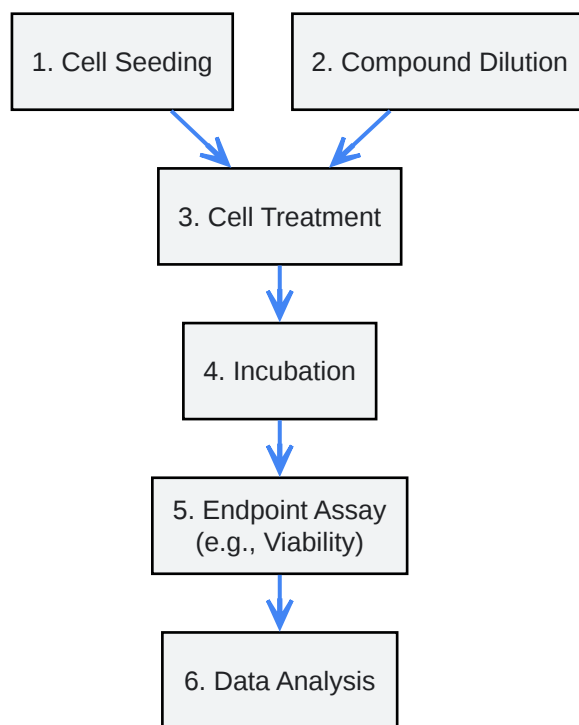 1. Cell Seeding
2. Compound Dilution
3. Cell Treatment
4. Incubation
5. Endpoint Assay
(e.g., Viability)
6. Data Analysis